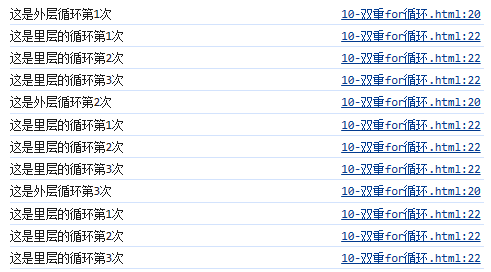 这是外层循环第1次 10-双重for循环.html:20
这是里层的循环第1次 10-双重for循环.html:22
这是里层的循环第2次 10-双重for循环.html:22
这是里层的循环第3次 10-双重for循环.html:22
这是外层循环第2次 10-双重for循环.html:20
这是里层的循环第1次 10-双重for循环.html:22
这是里层的循环第2次 10-双重for循环.html:22
这是里层的循环第3次 10-双重for循环.html:22
这是外层循环第3次 10-双重for循环.html:20
这是里层的循环第1次 10-双重for循环.html:22
这是里层的循环第2次 10-双重for循环.html:22
这是里层的循环第3次 10-双重for循环.html:22